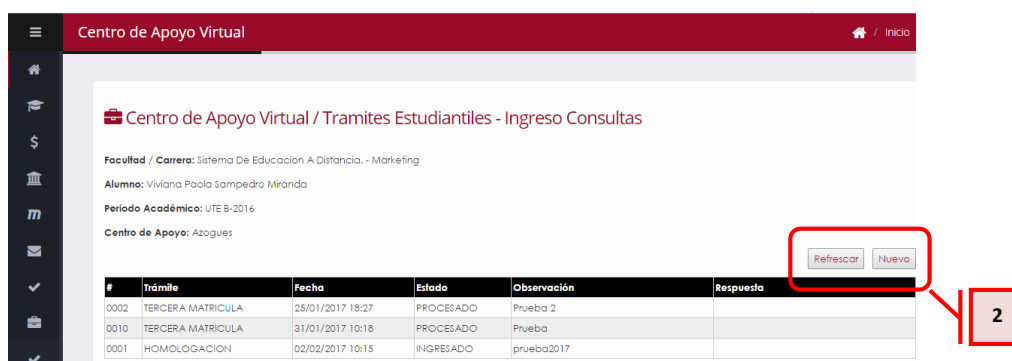 Centro de Apoyo Virtual
/ Inicio
Centro de Apoyo Virtual / Tramites Estudiantiles - Ingreso Consultas
Facultad / Carrera: Sistema De Educacion A Distancia. - Marketing
Alumno: Viviana Paola Sampedro Miranda
Período Académico: UTE B-2016
Centro de Apoyo: Azogues
Refrescar Nuevo
# Trámite Fecha Estado Observación Respuesta
0002 TERCERA MATRICULA 25/01/2017 18:27 PROCESADO Prueba 2
0010 TERCERA MATRICULA 31/01/2017 10:18 PROCESADO Prueba
0001 HOMOLOGACION 02/02/2017 10:15 INGRESADO prueba2017
2